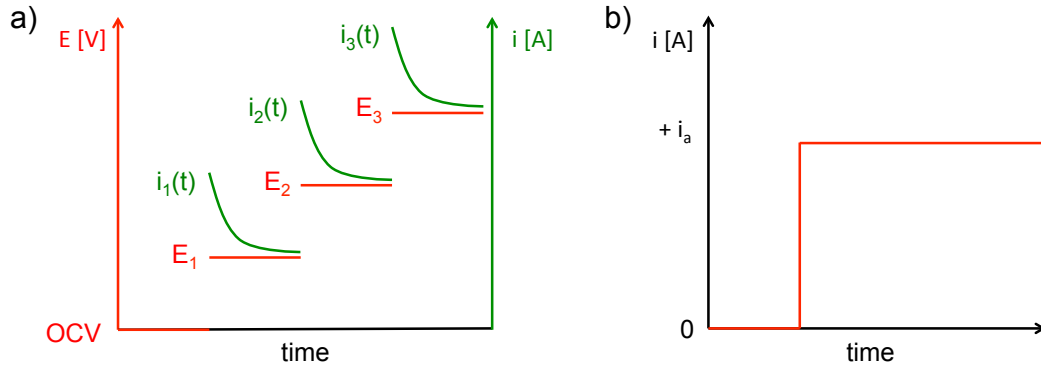 a)
E [V]
i [A]
i₃(t)
E₃
i₂(t)
E₂
i₁(t)
E₁
OCV
time
b)
i [A]
+ iₐ
0
time